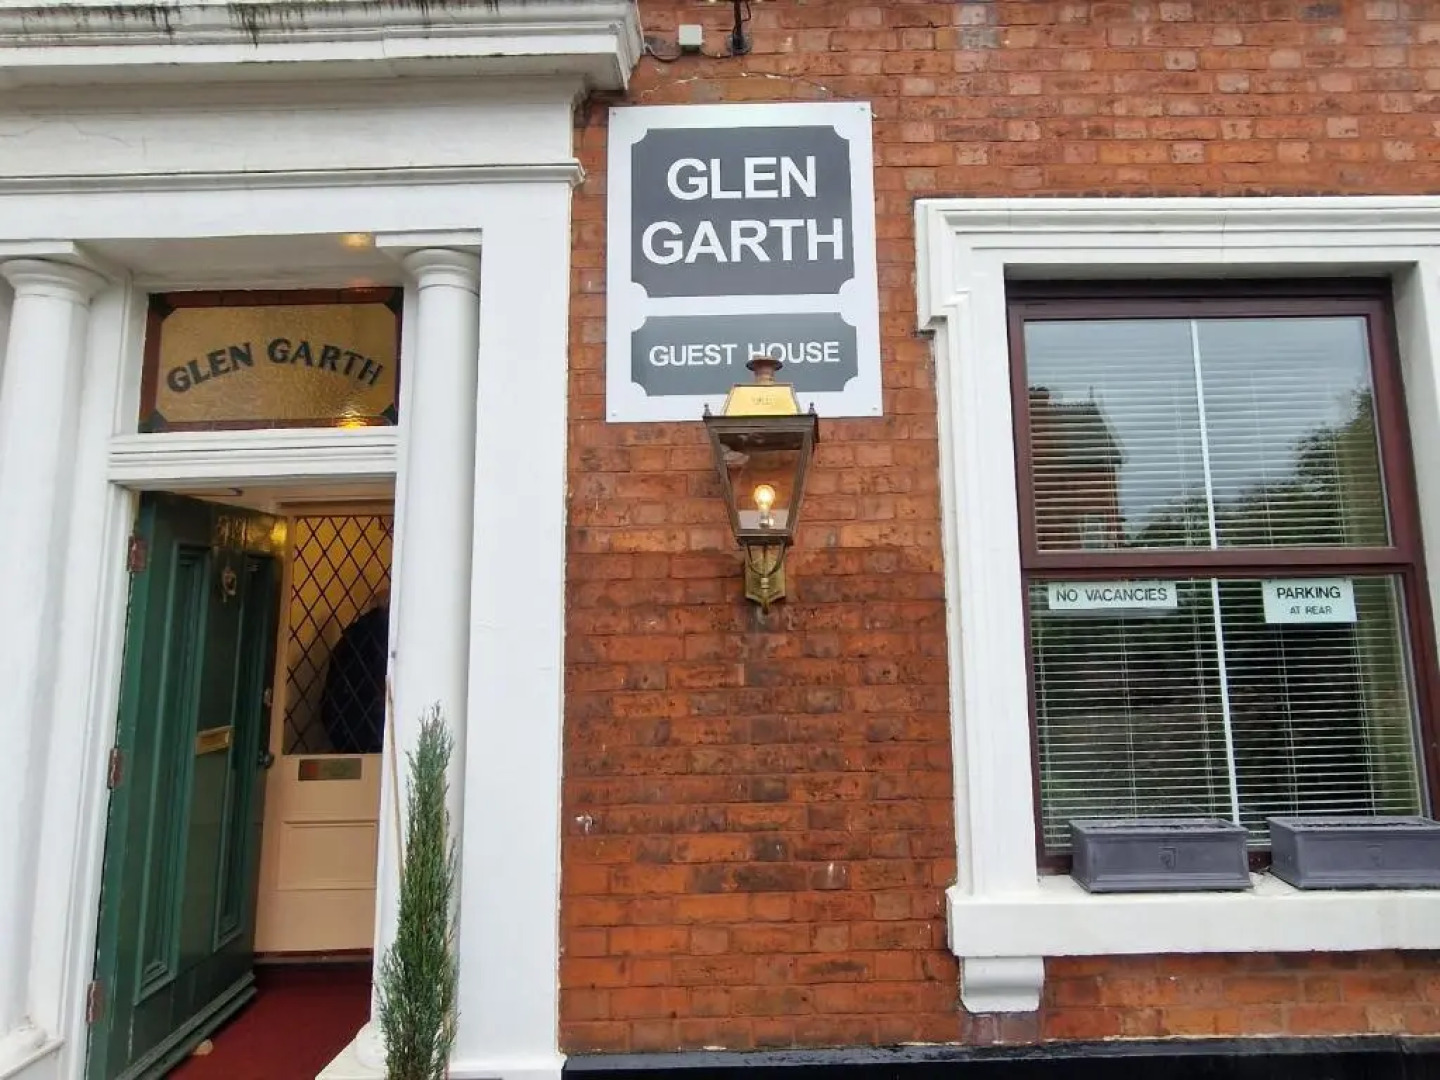 GLEN
GARTH
GUEST HOUSE
GLEN GARTH
NO VACANCIES
PARKING
AT REAR